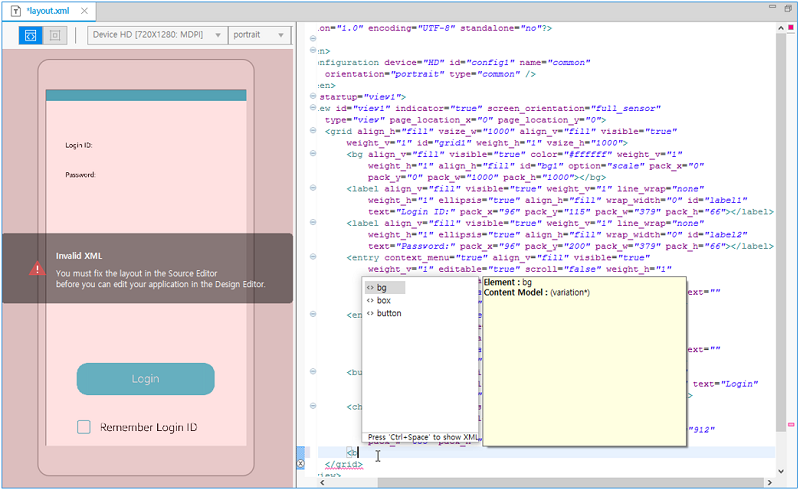 *layout.xml
Device HD [720X1280: MDPI]
portrait
Login ID:
Password:
Invalid XML
You must fix the layout in the Source Editor
before you can edit your application in the Design Editor.
Login
Remember Login ID
ion="1.0" encoding="UTF-8" standalone="no"?>
en>
onfiguration device="HD" id="config1" name="common"
orientation="portrait" type="common" />
en>
startup="view1">
ew id="view1" indicator="true" screen_orientation="full_sensor"
type="view" page_location_x="0" page_location_y="0">
<grid align_h="fill" vsize_w="1000" align_v="fill" visible="true"
weight_v="1" id="grid1" weight_h="1" vsize_h="1000">
<bg align_v="fill" visible="true" color="#ffffff" weight_v="1"
weight_h="1" align_h="fill" id="bg1" option="scale" pack_x="0"
pack_y="0" pack_w="1000" pack_h="1000"></bg>
<label align_v="fill" visible="true" weight_v="1" line_wrap="none"
weight_h="1" ellipsis="true" align_h="fill" wrap_width="0" id="label1"
text="Login ID:" pack_x="96" pack_y="115" pack_w="379" pack_h="66"></label>
<label align_v="fill" visible="true" weight_v="1" line_wrap="none"
weight_h="1" ellipsis="true" align_h="fill" wrap_width="0" id="label2"
text="Password:" pack_x="96" pack_y="200" pack_w="379" pack_h="66"></label>
<entry context_menu="true" align_v="fill" visible="true"
weight_v="1" editable="true" scroll="false" weight_h="1"
bg
box
button
Press 'Ctrl+Space' to show XML
Element : bg
Content Model : (variation*)
text=""
<en
text=""
<bu
text="Login"
>
<ch
"912"
<b
</grid>
view>